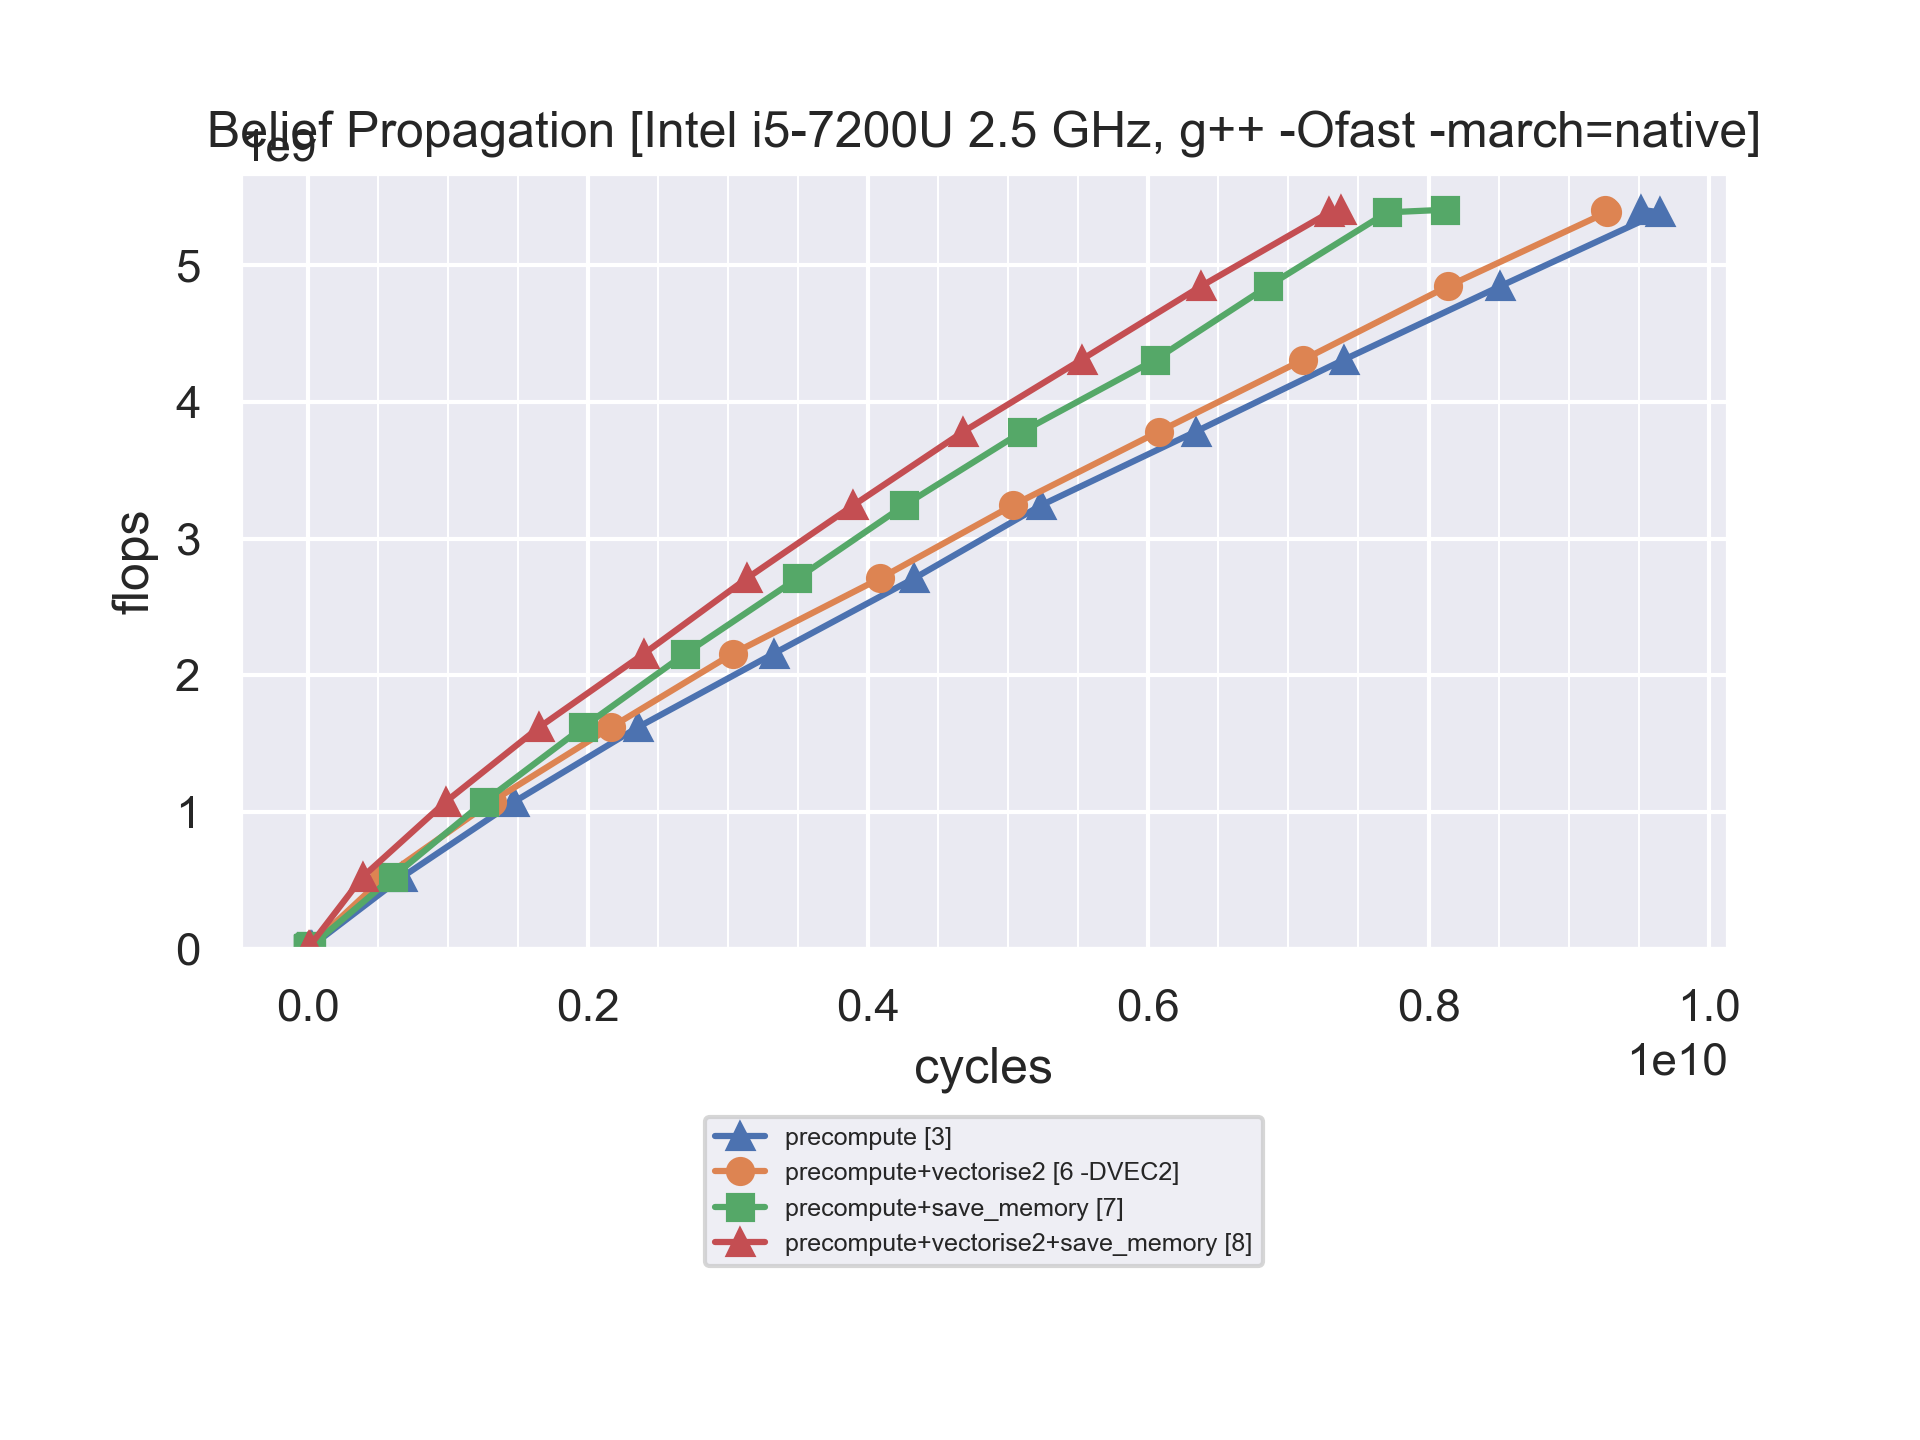 Belief Propagation [Intel i5-7200U 2.5 GHz, g++ -Ofast -march=native]
1e9
5
4
3
2
1
0
flops
0.0 0.2 0.4 0.6 0.8 1.0
1e10
cycles
precompute [3]
precompute+vectorise2 [6 -DVEC2]
precompute+save_memory [7]
precompute+vectorise2+save_memory [8]